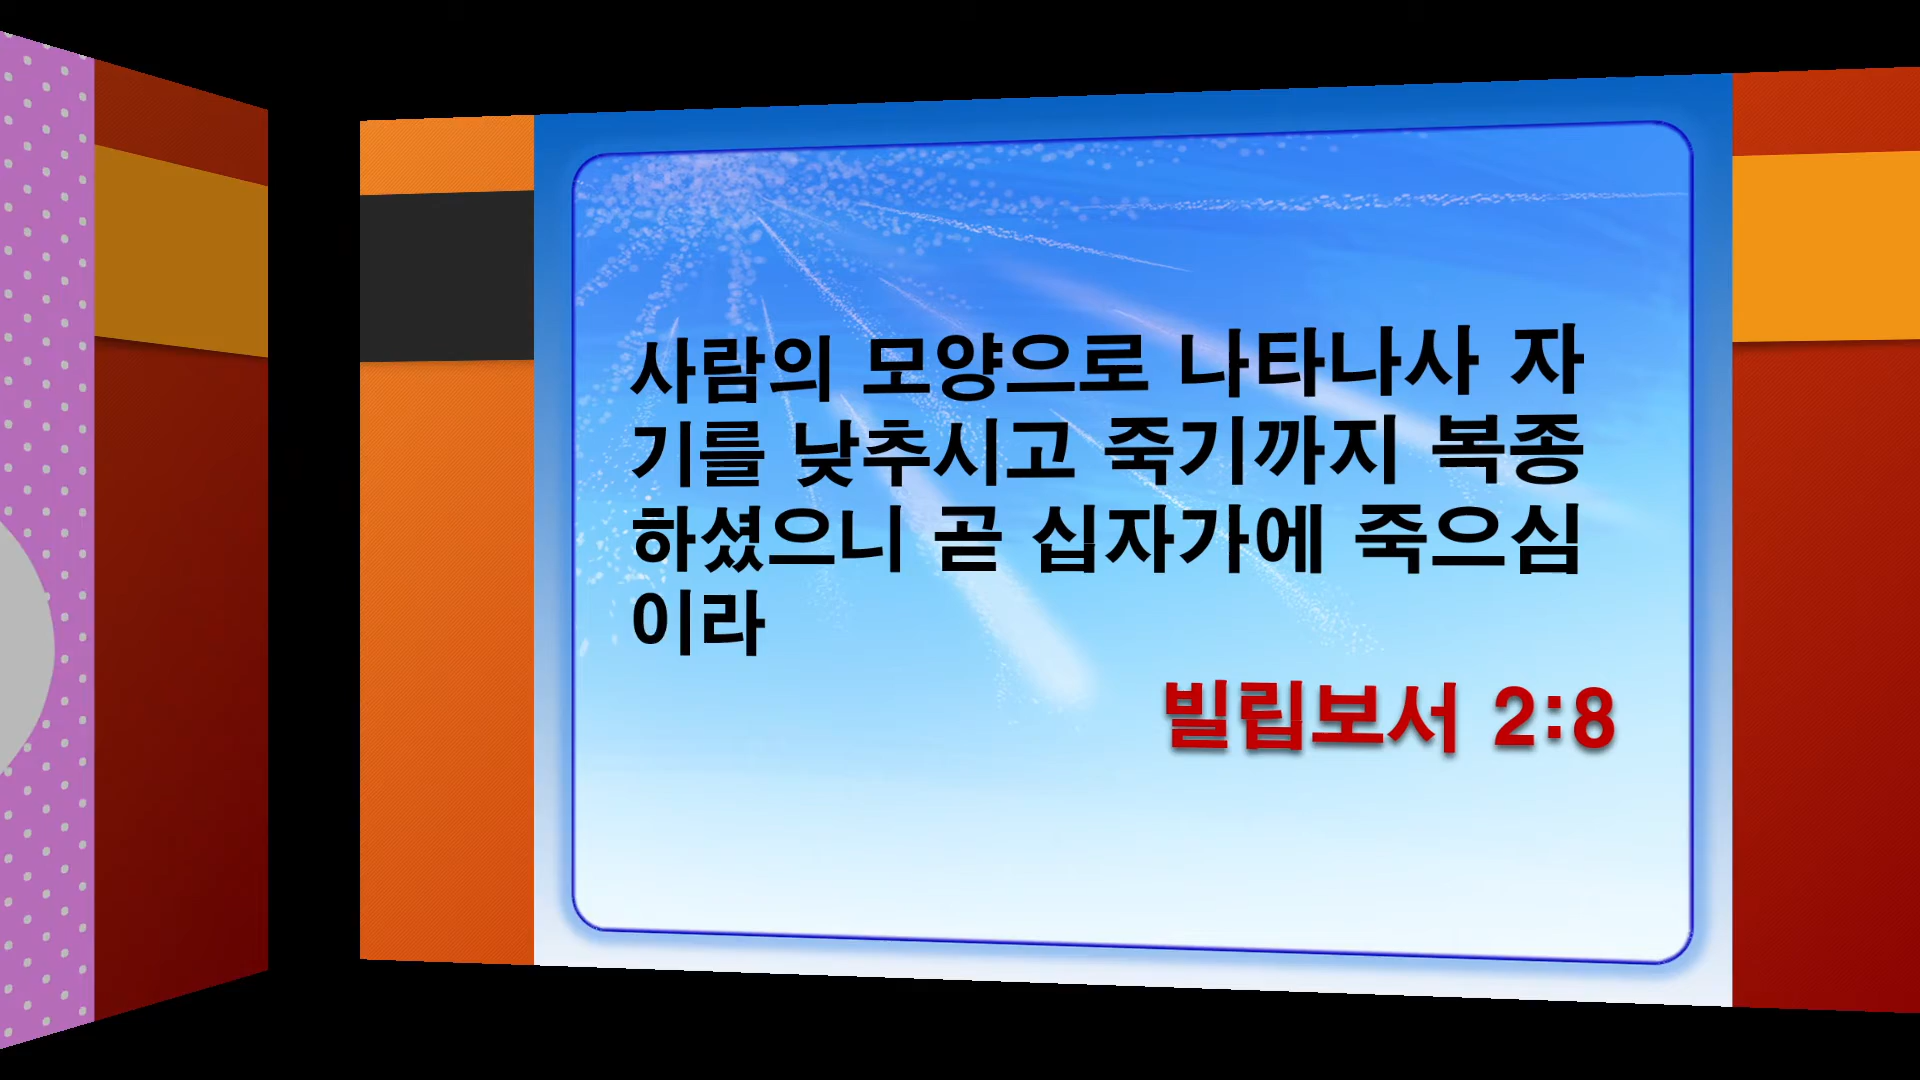 사람의 모양으로 나타나사 자
기를 낮추시고 죽기까지 복종
하셨으니 곧 십자가에 죽으심
이라
빌립보서 2:8